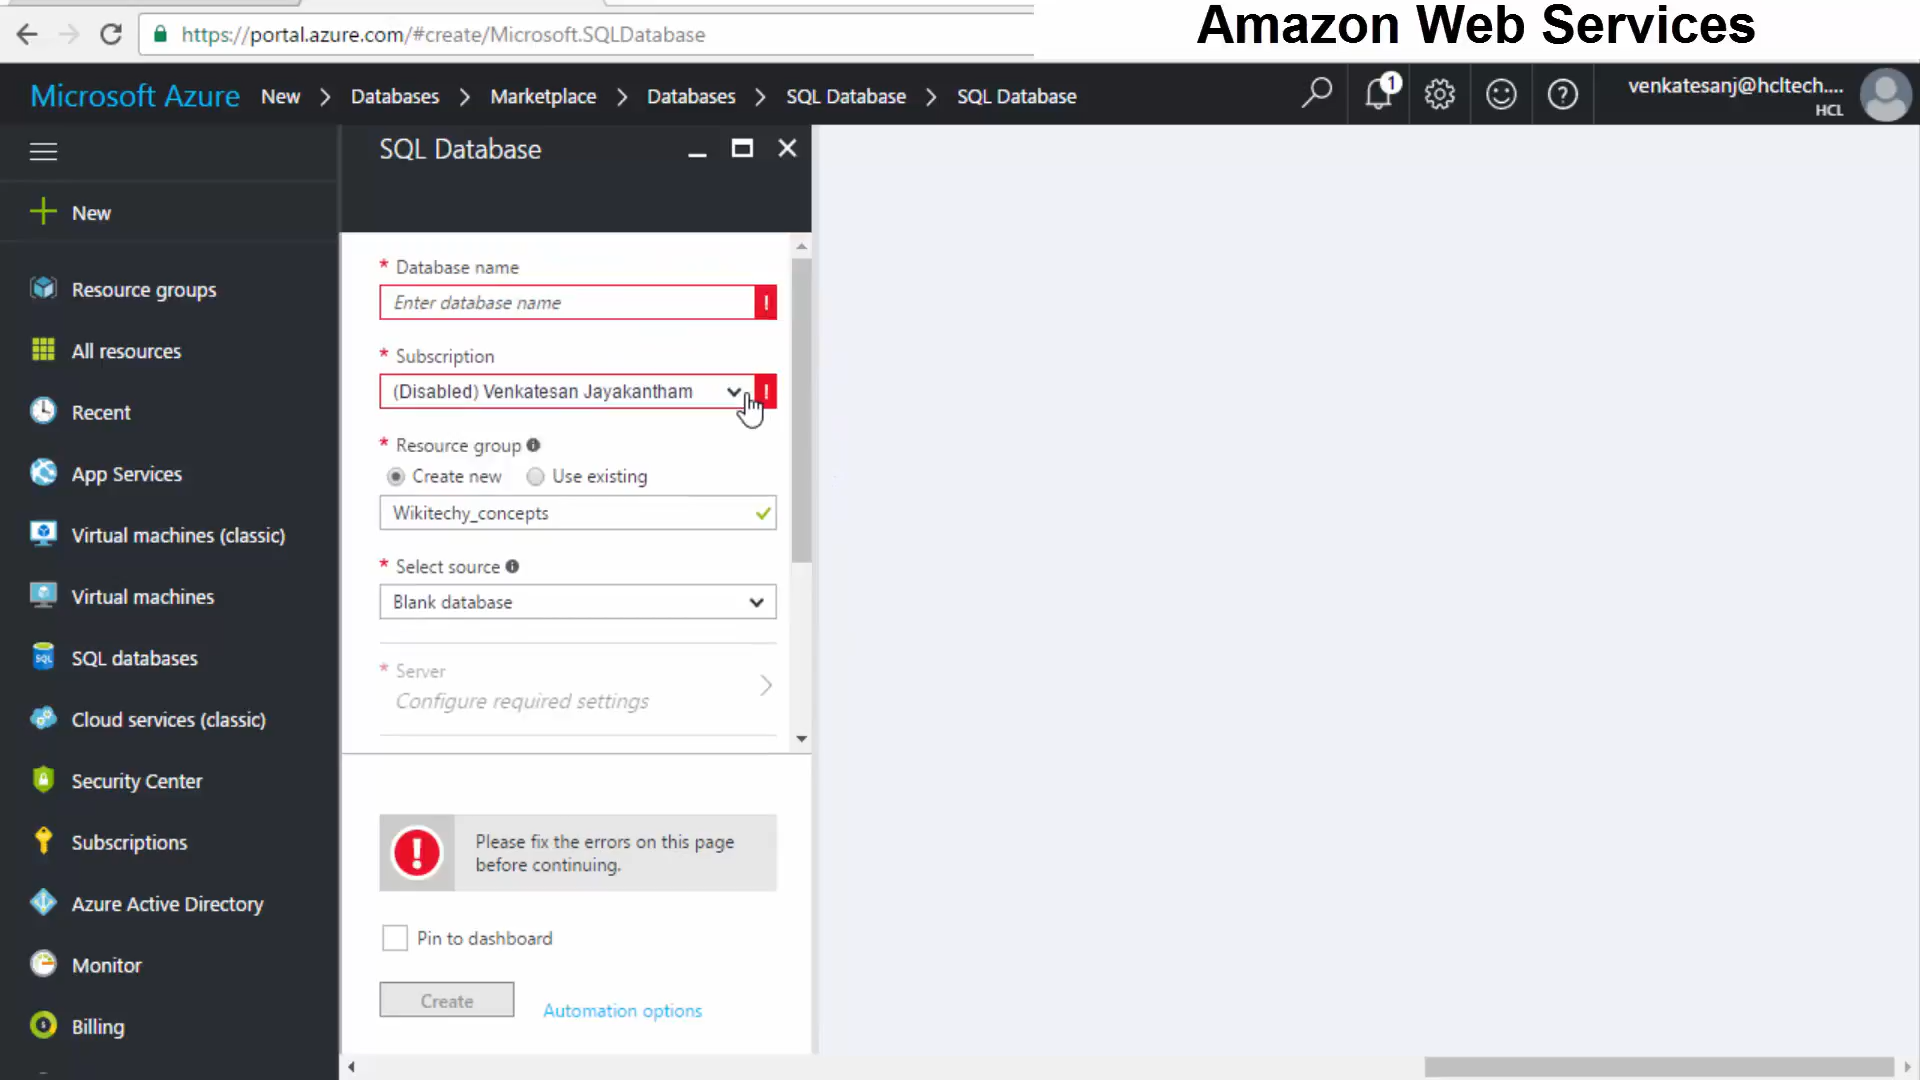 Amazon Web Services
https://portal.azure.com/#create/Microsoft.SQLDatabase
Microsoft Azure New > Databases > Marketplace > Databases > SQL Database > SQL Database
1
venkatesanj@hcltech....
HCL
SQL Database
New
Resource groups
All resources
Recent
App Services
Virtual machines (classic)
Virtual machines
SQL databases
Cloud services (classic)
Security Center
Subscriptions
Azure Active Directory
Monitor
Billing
* Database name
Enter database name
* Subscription
(Disabled) Venkatesan Jayakantham
* Resource group
Create new Use existing
Wikitechy_concepts
* Select source
Blank database
* Server
Configure required settings
Please fix the errors on this page
before continuing.
Pin to dashboard
Create Automation options